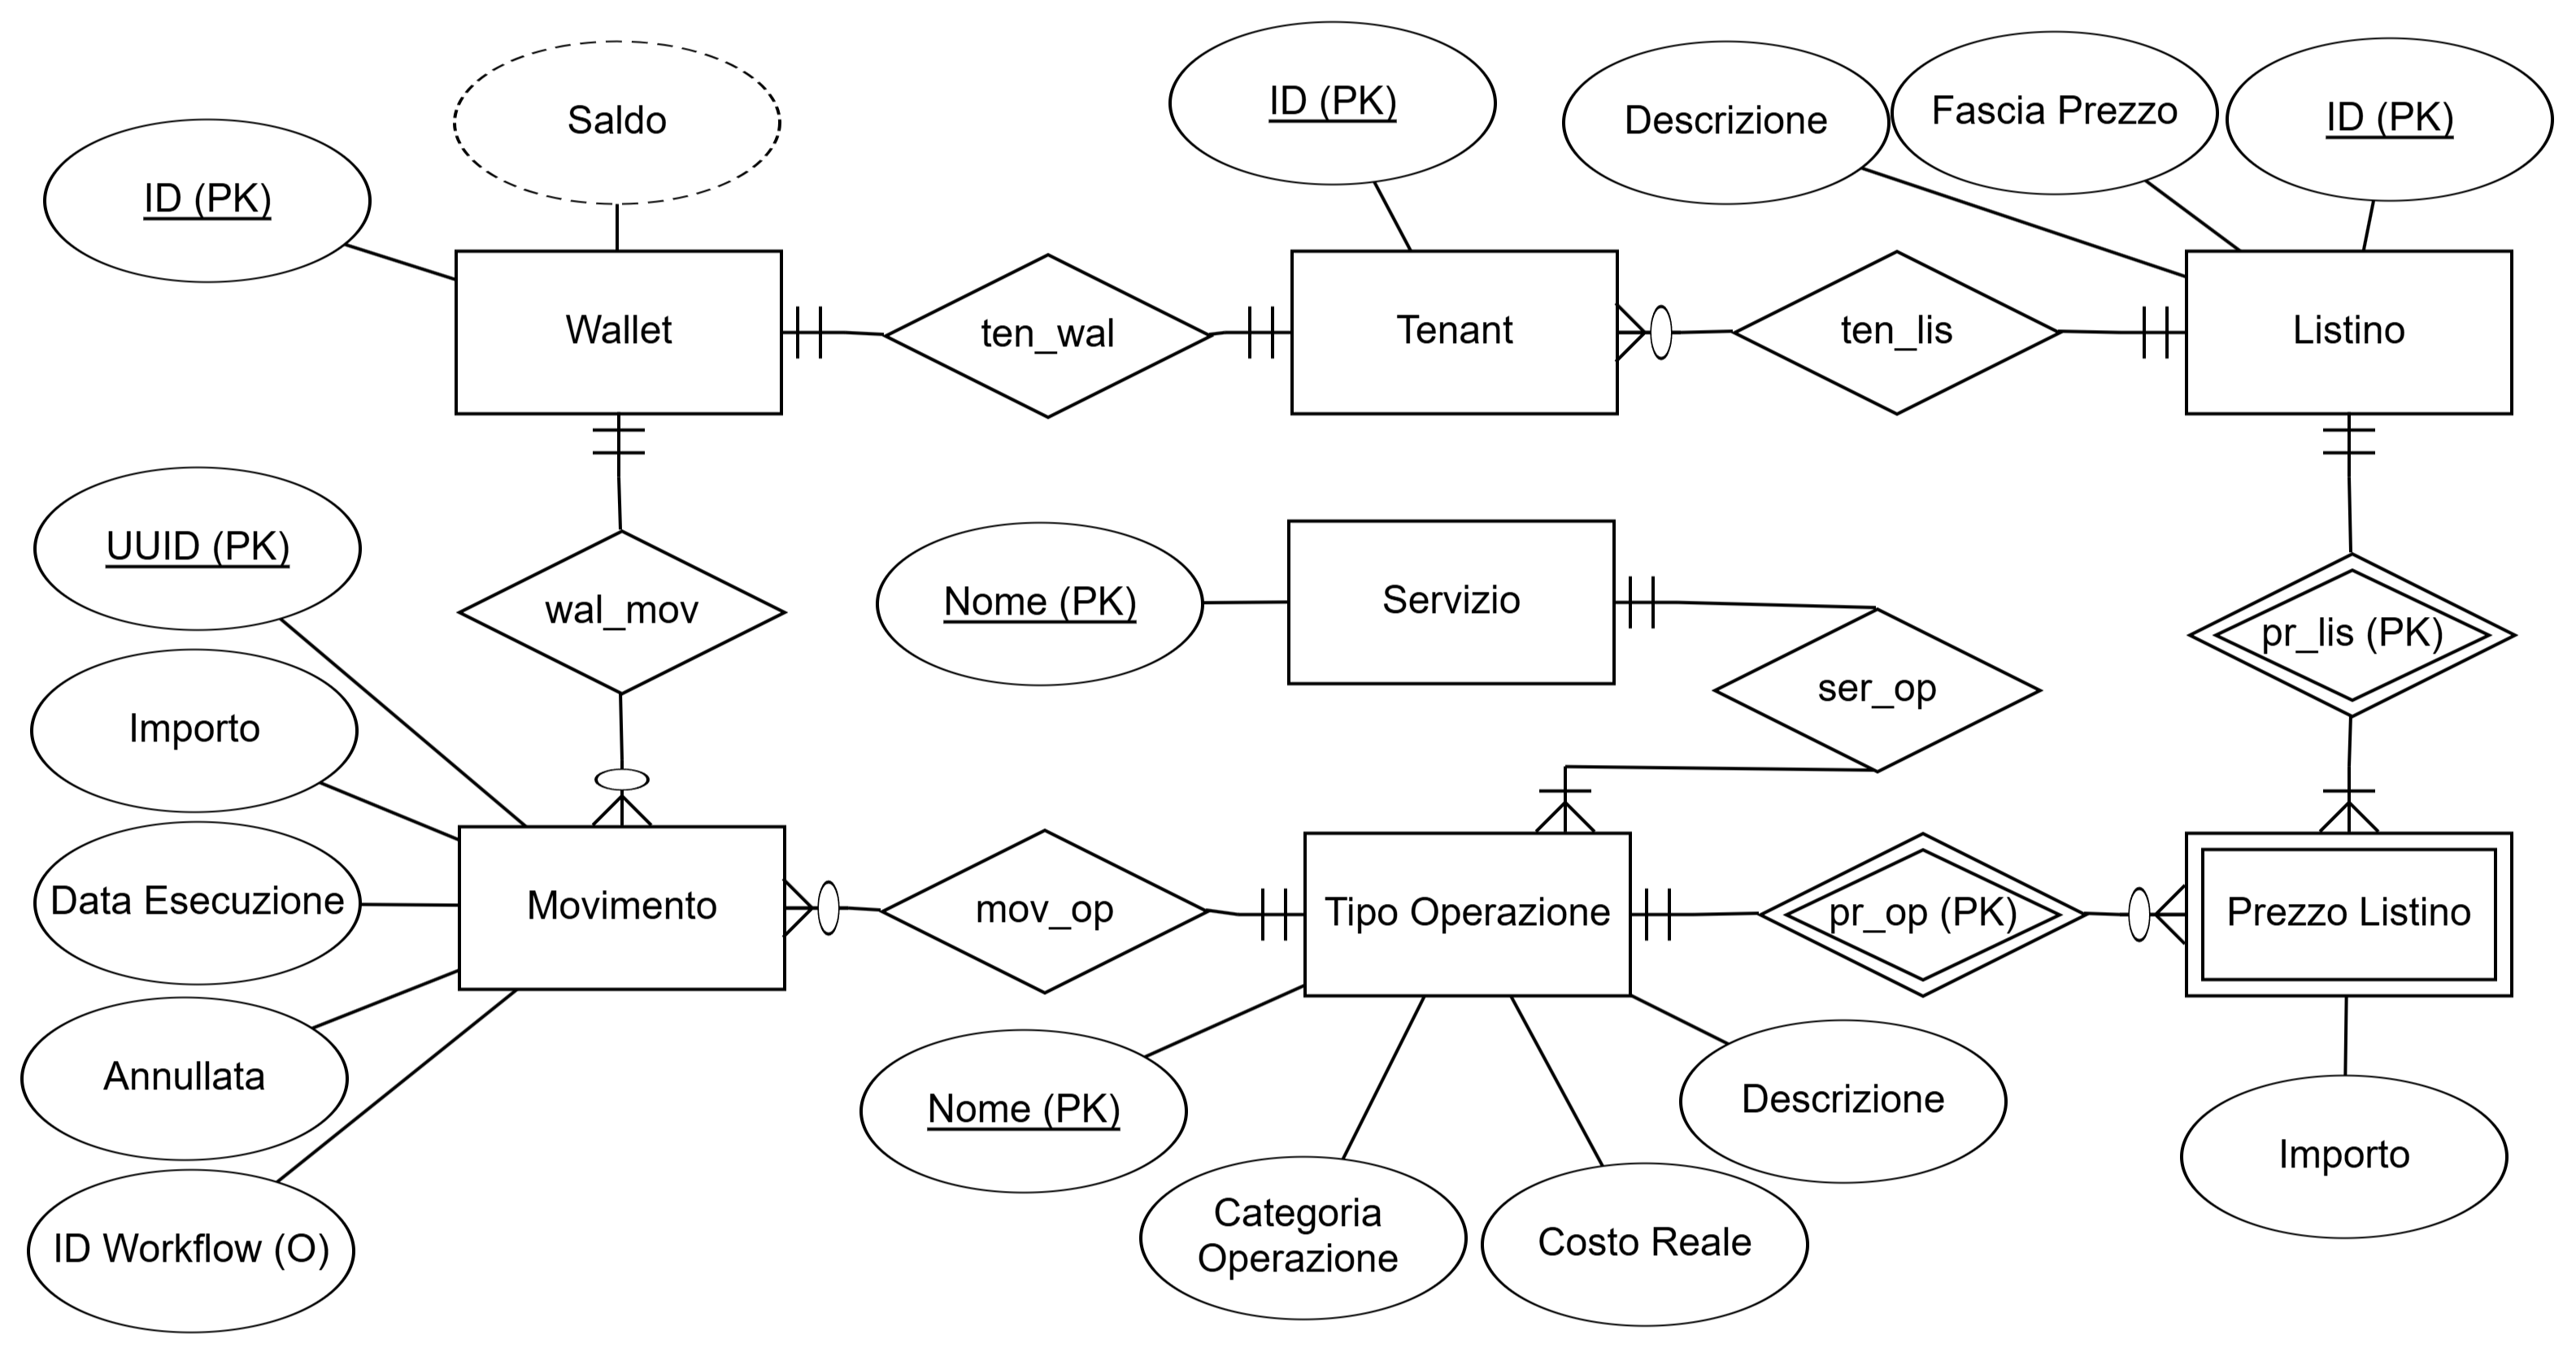 Saldo
ID (PK)
ID (PK)
Descrizione
Fascia Prezzo
ID (PK)
Wallet
ten_wal
Tenant
ten_lis
Listino
UUID (PK)
wal_mov
Nome (PK)
Servizio
ser_op
pr_lis (PK)
Importo
Data Esecuzione
Movimento
mov_op
Tipo Operazione
pr_op (PK)
Prezzo Listino
Annullata
Nome (PK)
Descrizione
Importo
ID Workflow (O)
Categoria
Operazione
Costo Reale